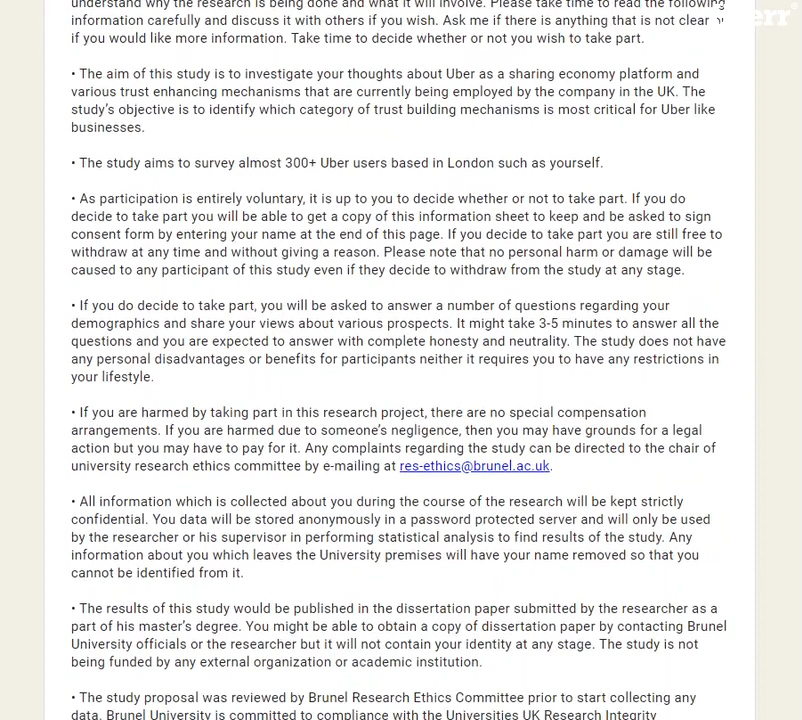 understand why the research is being done and what it will involve. Please take time to read the following
information carefully and discuss it with others if you wish. Ask me if there is anything that is not clear or
if you would like more information. Take time to decide whether or not you wish to take part.
• The aim of this study is to investigate your thoughts about Uber as a sharing economy platform and
various trust enhancing mechanisms that are currently being employed by the company in the UK. The
study's objective is to identify which category of trust building mechanisms is most critical for Uber like
businesses.
• The study aims to survey almost 300+ Uber users based in London such as yourself.
• As participation is entirely voluntary, it is up to you to decide whether or not to take part. If you do
decide to take part you will be able to get a copy of this information sheet to keep and be asked to sign
consent form by entering your name at the end of this page. If you decide to take part you are still free to
withdraw at any time and without giving a reason. Please note that no personal harm or damage will be
caused to any participant of this study even if they decide to withdraw from the study at any stage.
• If you do decide to take part, you will be asked to answer a number of questions regarding your
demographics and share your views about various prospects. It might take 3-5 minutes to answer all the
questions and you are expected to answer with complete honesty and neutrality. The study does not have
any personal disadvantages or benefits for participants neither it requires you to have any restrictions in
your lifestyle.
• If you are harmed by taking part in this research project, there are no special compensation
arrangements. If you are harmed due to someone's negligence, then you may have grounds for a legal
action but you may have to pay for it. Any complaints regarding the study can be directed to the chair of
university research ethics committee by e-mailing at res-ethics@brunel.ac.uk.
• All information which is collected about you during the course of the research will be kept strictly
confidential. You data will be stored anonymously in a password protected server and will only be used
by the researcher or his supervisor in performing statistical analysis to find results of the study. Any
information about you which leaves the University premises will have your name removed so that you
cannot be identified from it.
• The results of this study would be published in the dissertation paper submitted by the researcher as a
part of his master's degree. You might be able to obtain a copy of dissertation paper by contacting Brunel
University officials or the researcher but it will not contain your identity at any stage. The study is not
being funded by any external organization or academic institution.
• The study proposal was reviewed by Brunel Research Ethics Committee prior to start collecting any
data. Brunel University is committed to compliance with the Universities UK Research Integrity